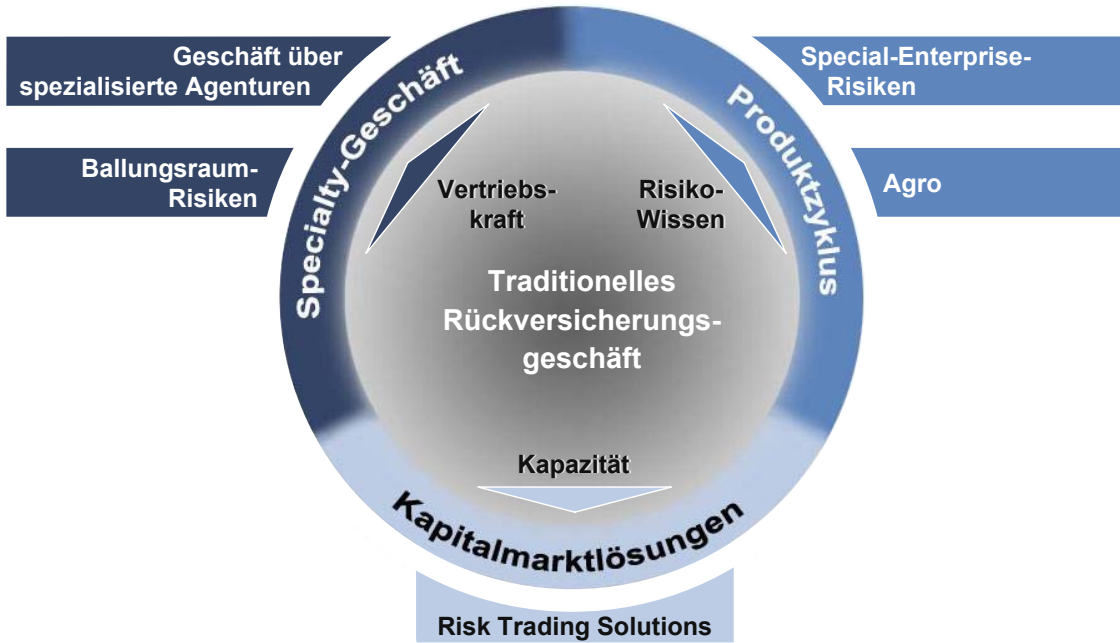 Geschäft über
spezialisierte Agenturen
Ballungsraum-
Risiken
Specialty-Geschäft
Produktzyklus
Special-Enterprise-
Risiken
Agro
Vertriebs-
kraft
Risiko-
Wissen
Traditionelles
Rückversicherungs-
geschäft
Kapazität
Kapitalmarktlösungen
Risk Trading Solutions